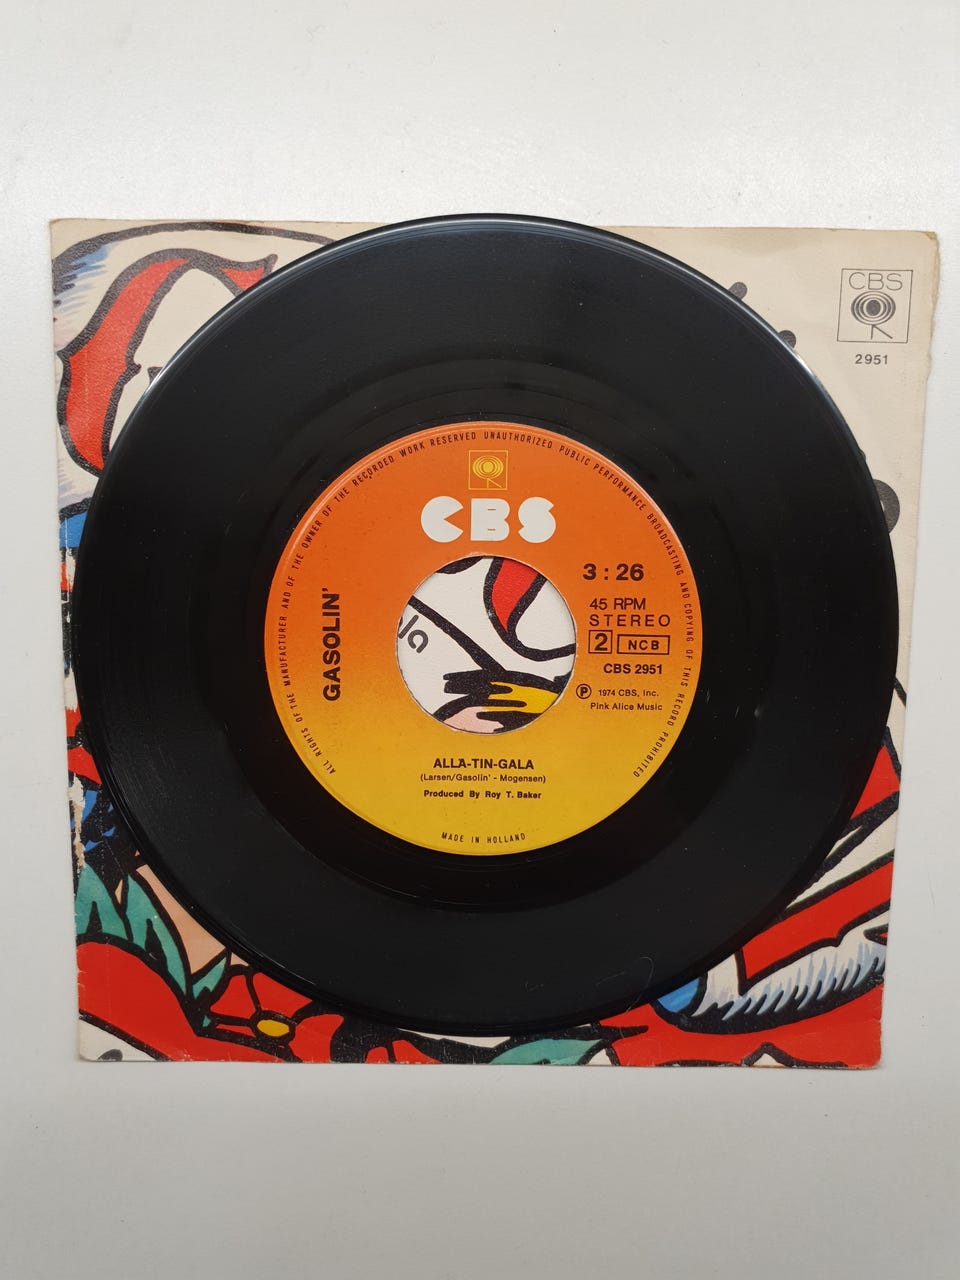 CBS
2951
ALL RIGHTS OF THE MANUFACTURER AND OF THE OWNER OF THE RECORDED WORK RESERVED UNAUTHORIZED PUBLIC PERFORMANCE BROADCASTING AND COPYING OF THIS RECORD PROHIBITED
CBS
3 : 26
45 RPM
STEREO
2 NCB
CBS 2951
Ⓟ 1974 CBS, Inc.
Pink Alice Music
GASOLIN'
la
ALLA-TIN-GALA
(Larsen/Gasolin' - Mogensen)
Produced By Roy T. Baker
MADE IN HOLLAND